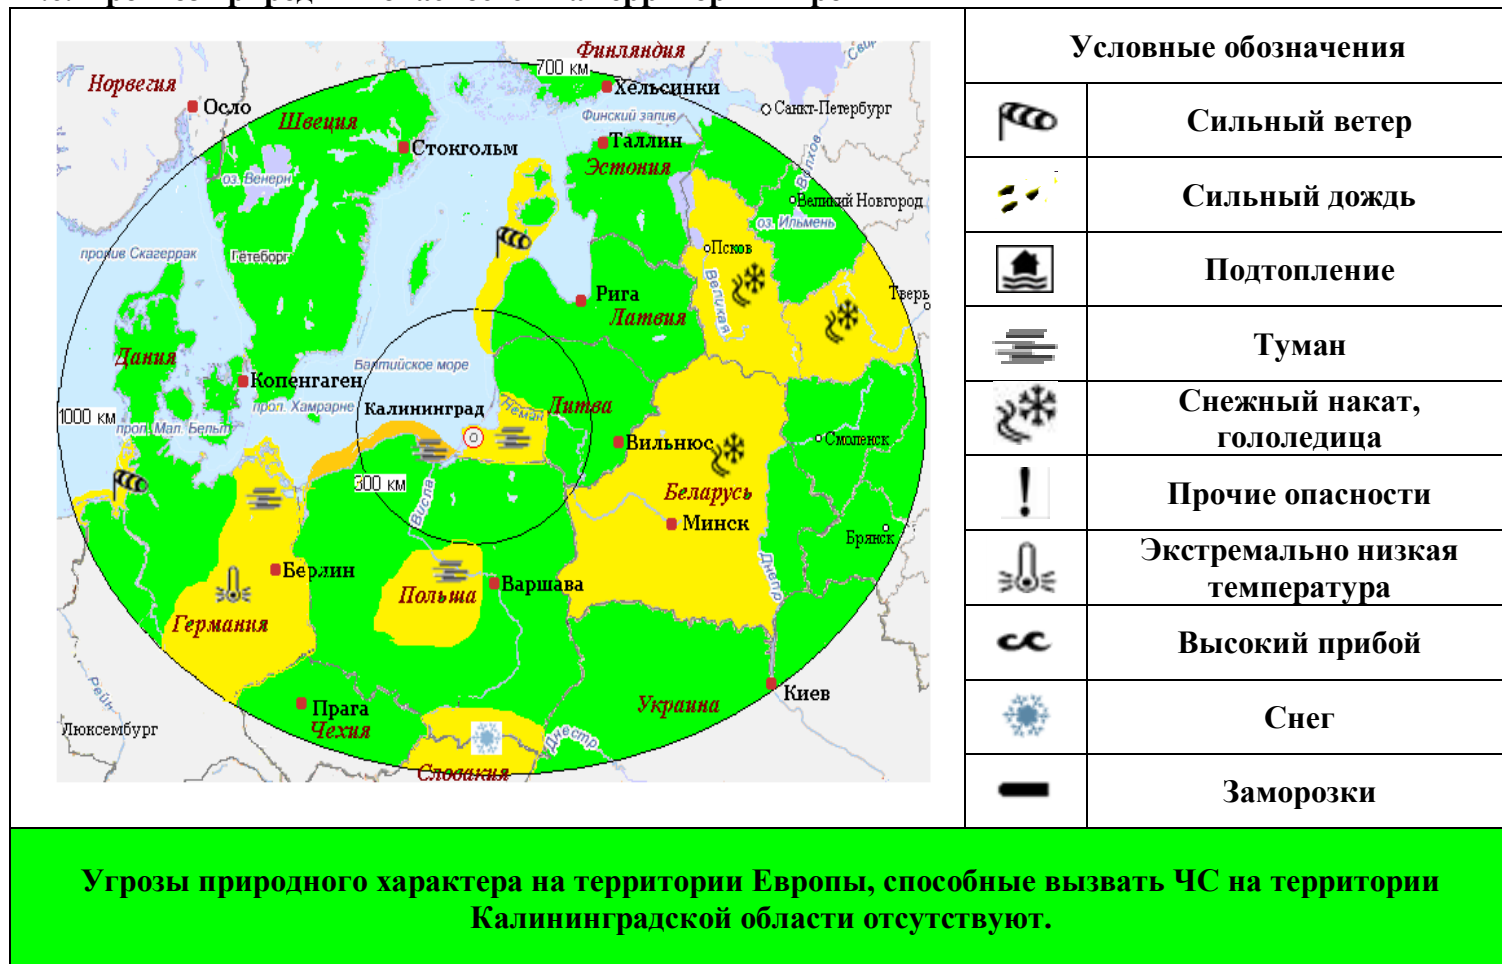 Условные обозначения
Сильный ветер
Сильный дождь
Подтопление
Туман
Снежный накат,
гололедица
Прочие опасности
Экстремально низкая
температура
Высокий прибой
Снег
Заморозки
Финляндия
700 км
Норвегия
Хельсинки
Осло
Санкт-Петербург
Швеция
Финский залив
Стокгольм
Таллин
Эстония
Волхов
оз. Венерн
Великий Новгород
оз. Ильмень
Псков
пролив Скагеррак
Гётеборг
Великая
Тверь
Рига
Латвия
Дания
Балтийское море
Копенгаген
прол. Хамрарне
Калининград
Неман
Литва
1000 км
прол. Мал. Бельт
Вильнюс
Смоленск
300 км
Висла
Беларусь
Минск
Брянск
Днепр
Берлин
Варшава
Польша
Германия
Рейн
Прага
Чехия
Украина
Киев
Люксембург
Днестр
Словакия
Угрозы природного характера на территории Европы, способные вызвать ЧС на территории
Калининградской области отсутствуют.